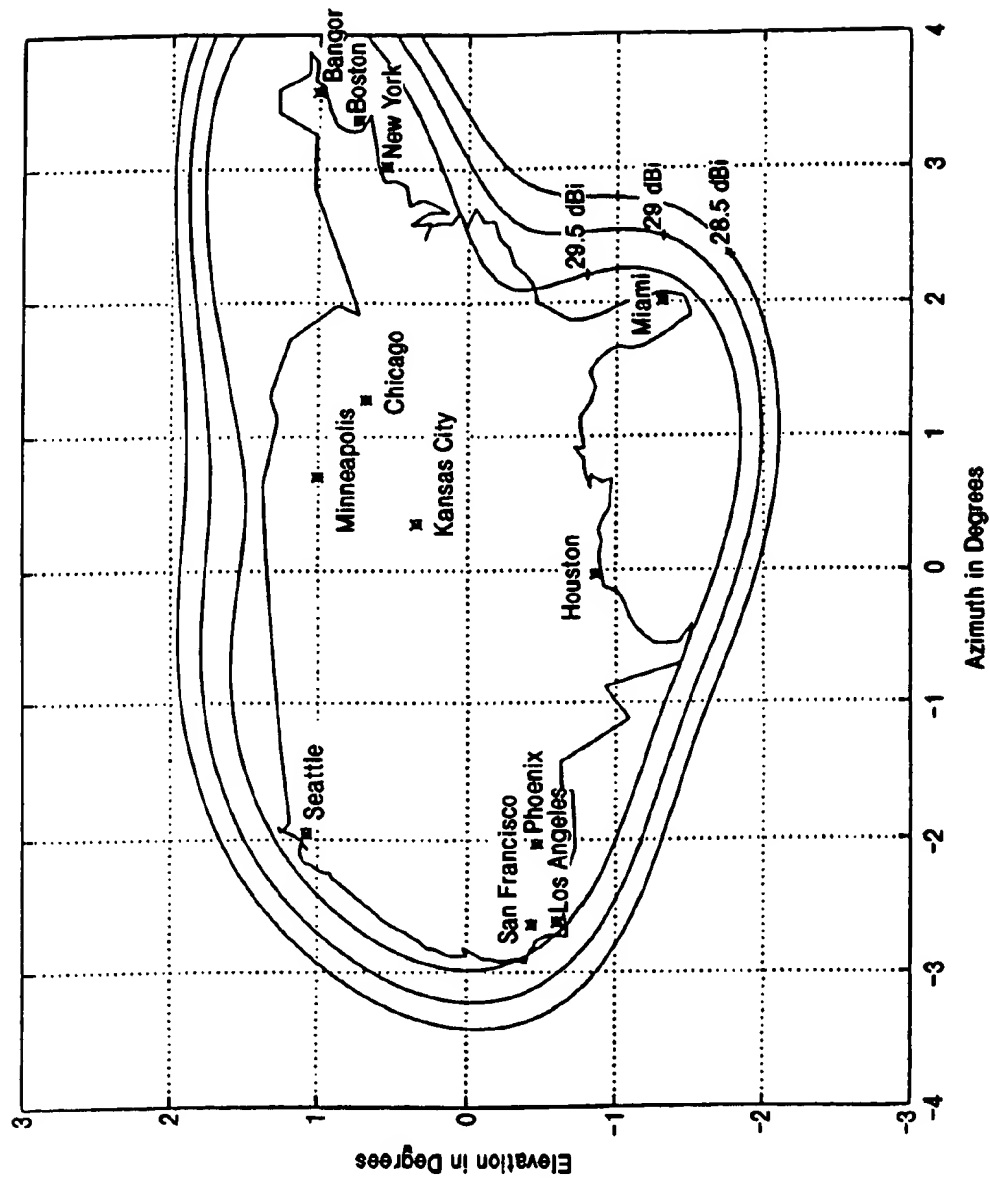 3
2
1
0
-1
-2
-3
Elevation in Degrees
-4
-3
-2
-1
0
1
2
3
4
Azimuth in Degrees
Seattle
San Francisco
Phoenix
Los Angeles
Minneapolis
Chicago
Kansas City
Houston
Miami
Bangor
Boston
New York
29.5 dBi
29 dBi
28.5 dBi